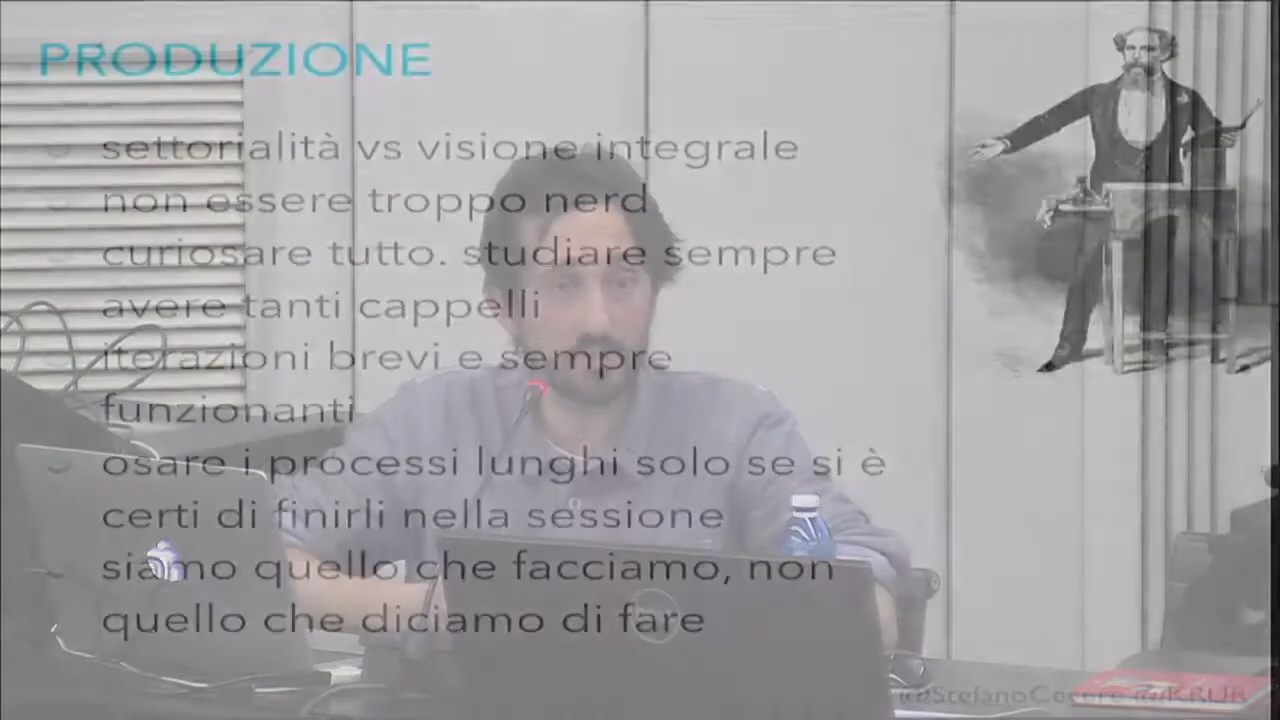 PRODUZIONE
settorialità vs visione integrale
non essere troppo nerd
curiosare tutto. studiare sempre
avere tanti cappelli
iterazioni brevi e sempre
funzionanti
osare i processi lunghi solo se si è
certi di finirli nella sessione
siamo quello che facciamo, non
quello che diciamo di fare
@StefanoCecere @KRUR